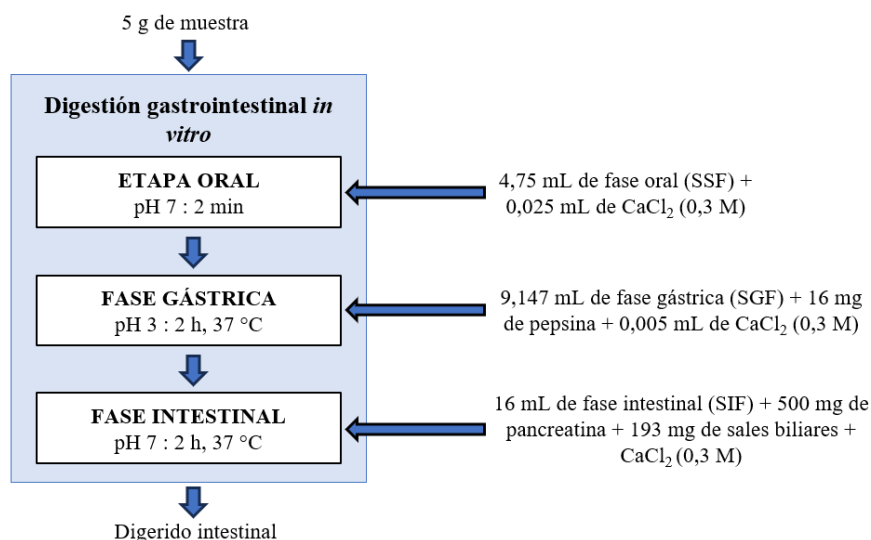 5 g de muestra
Digestión gastrointestinal in
vitro
ETAPA ORAL
pH 7 : 2 min
4,75 mL de fase oral (SSF) +
0,025 mL de CaCl₂ (0,3 M)
FASE GÁSTRICA
pH 3 : 2 h, 37 °C
9,147 mL de fase gástrica (SGF) + 16 mg
de pepsina + 0,005 mL de CaCl₂ (0,3 M)
FASE INTESTINAL
pH 7 : 2 h, 37 °C
16 mL de fase intestinal (SIF) + 500 mg de
pancreatina + 193 mg de sales biliares +
CaCl₂ (0,3 M)
Digerido intestinal